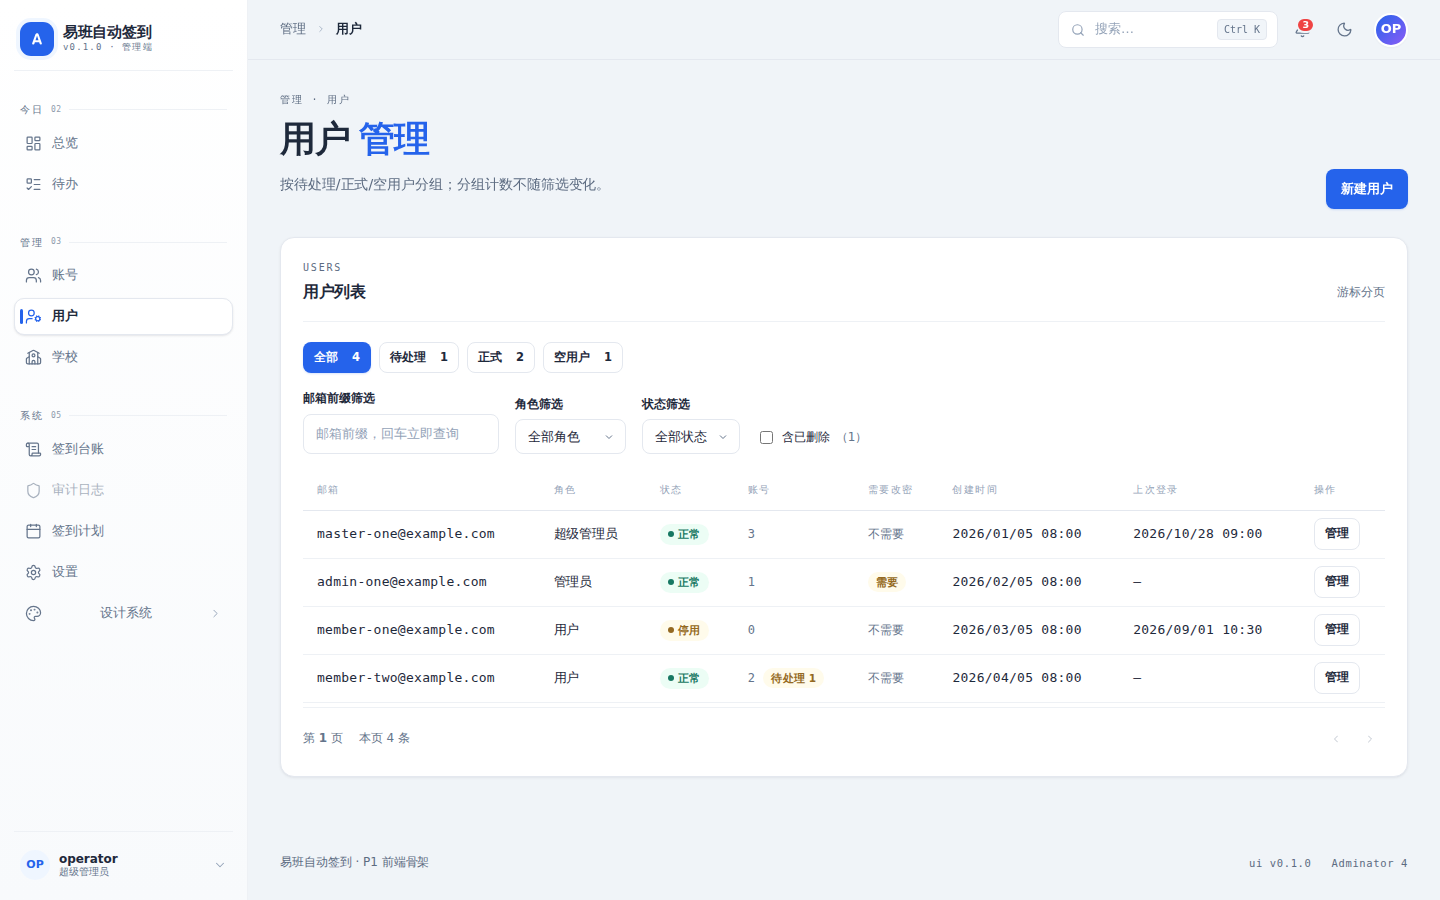 A
易班自动签到
v0.1.0 · 管理端
今日 02
总览
待办
管理 03
账号
用户
学校
系统 05
签到台账
审计日志
签到计划
设置
设计系统
OP
operator
超级管理员
管理 › 用户
搜索…
Ctrl K
3
OP
管理 · 用户
用户 管理
按待处理/正式/空用户分组；分组计数不随筛选变化。
新建用户
USERS
用户列表
游标分页
全部 4 待处理 1 正式 2 空用户 1
邮箱前缀筛选 角色筛选 状态筛选
邮箱前缀，回车立即查询 全部角色 全部状态 含已删除 （1）
邮箱 角色 状态 账号 需要改密 创建时间 上次登录 操作
master-one@example.com 超级管理员 正常 3 不需要 2026/01/05 08:00 2026/10/28 09:00 管理
admin-one@example.com 管理员 正常 1 需要 2026/02/05 08:00 — 管理
member-one@example.com 用户 停用 0 不需要 2026/03/05 08:00 2026/09/01 10:30 管理
member-two@example.com 用户 正常 2 待处理 1 不需要 2026/04/05 08:00 — 管理
第 1 页 本页 4 条
‹ ›
易班自动签到 · P1 前端骨架
ui v0.1.0 Adminator 4